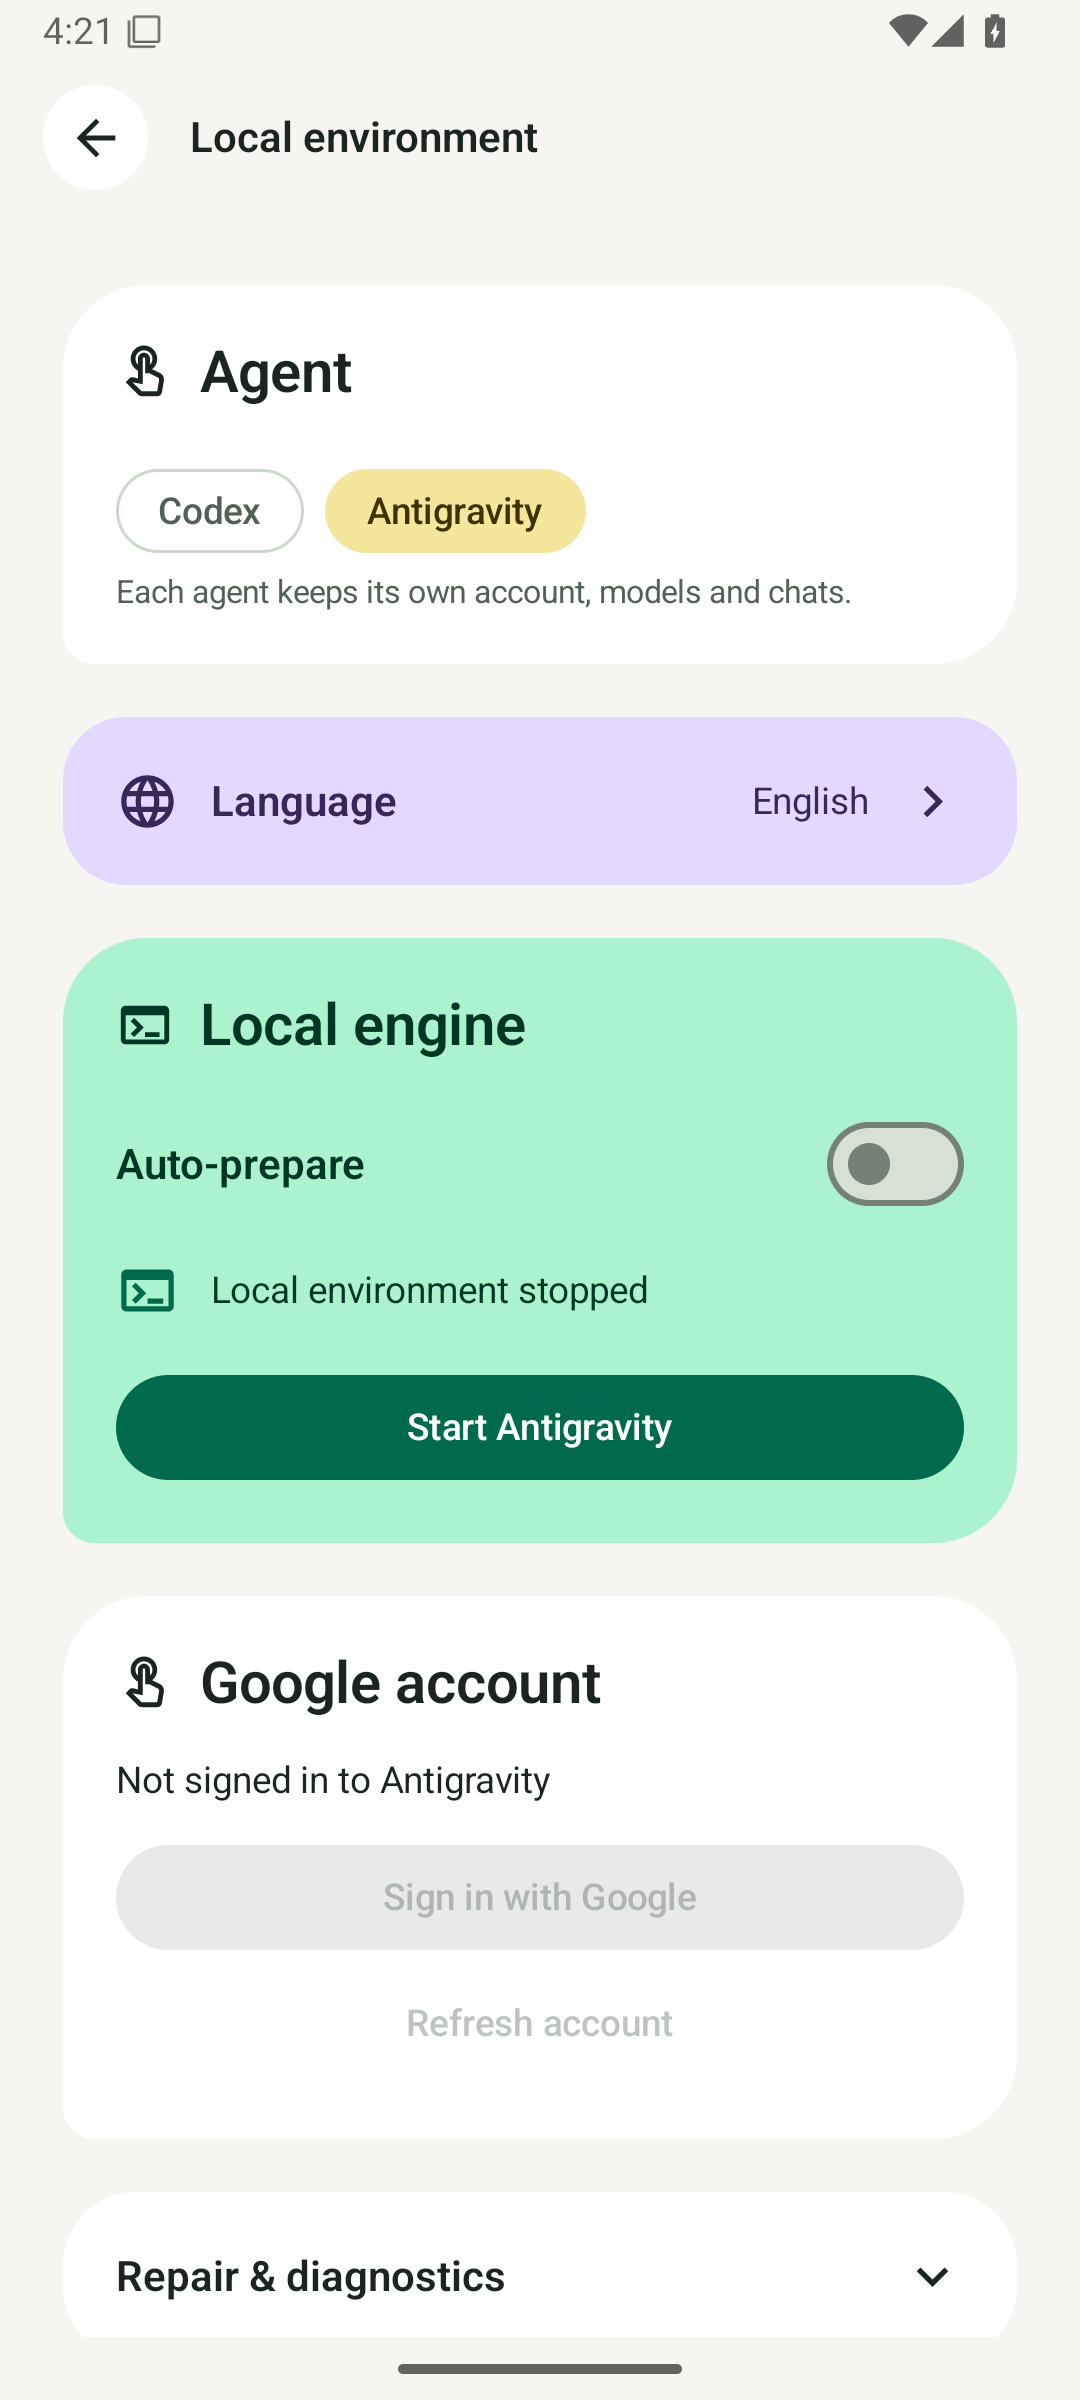 4:21
Local environment
Agent
Codex
Antigravity
Each agent keeps its own account, models and chats.
Language
English
Local engine
Auto-prepare
Local environment stopped
Start Antigravity
Google account
Not signed in to Antigravity
Sign in with Google
Refresh account
Repair & diagnostics